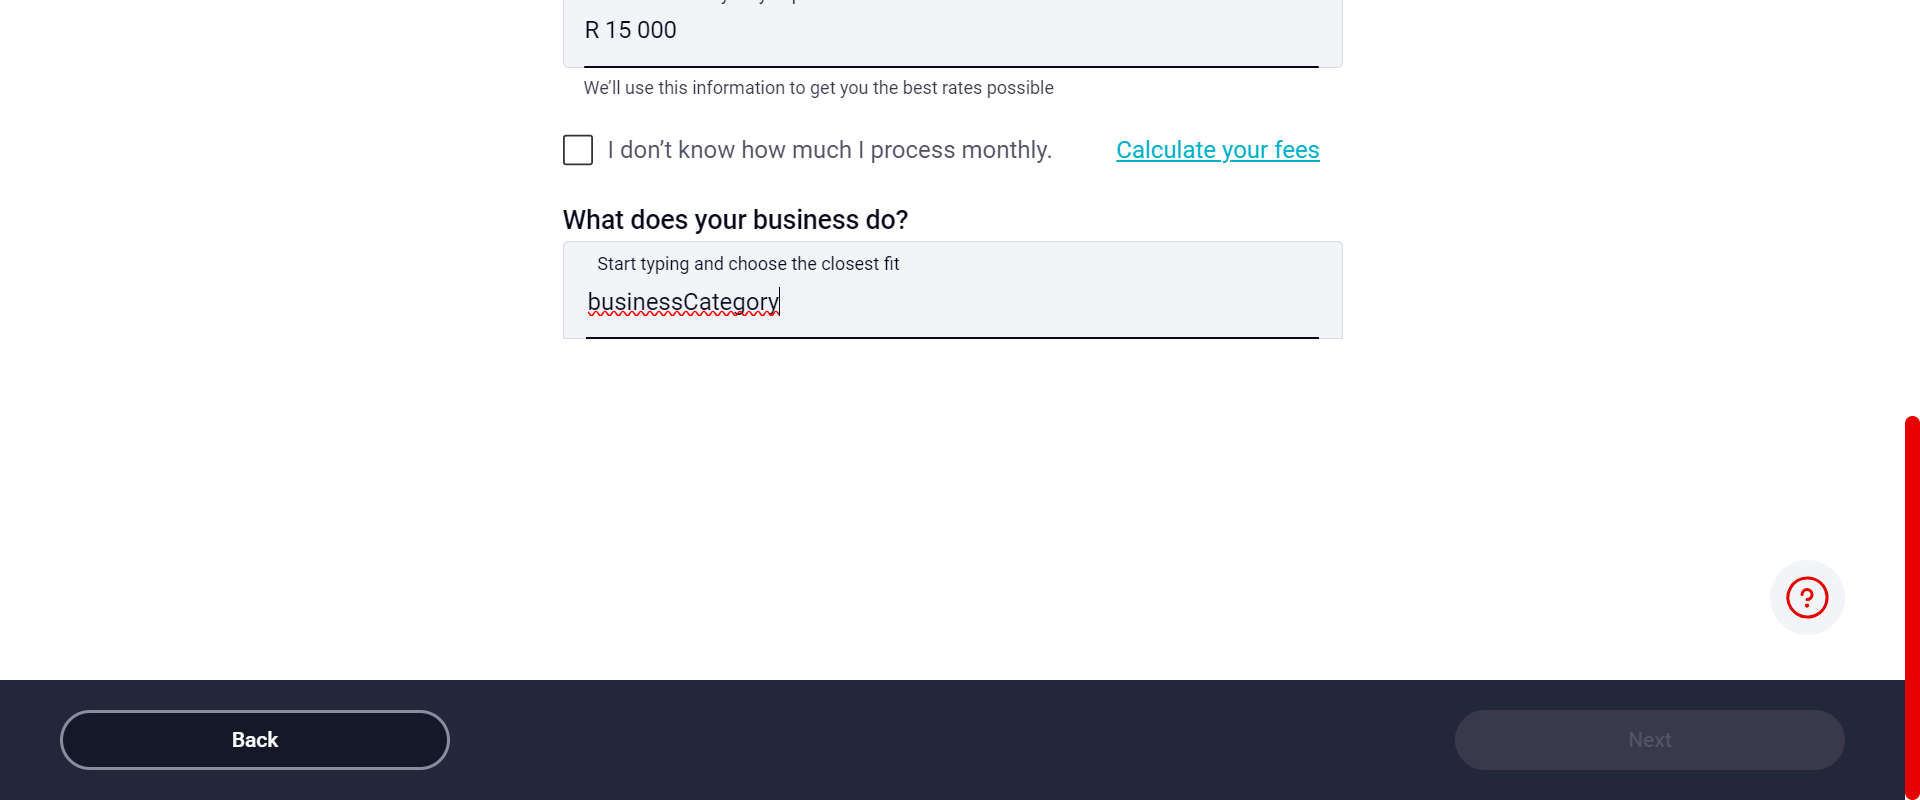 R 15 000
We’ll use this information to get you the best rates possible
I don’t know how much I process monthly. Calculate your fees
What does your business do?
Start typing and choose the closest fit
businessCategory
?
Back Next